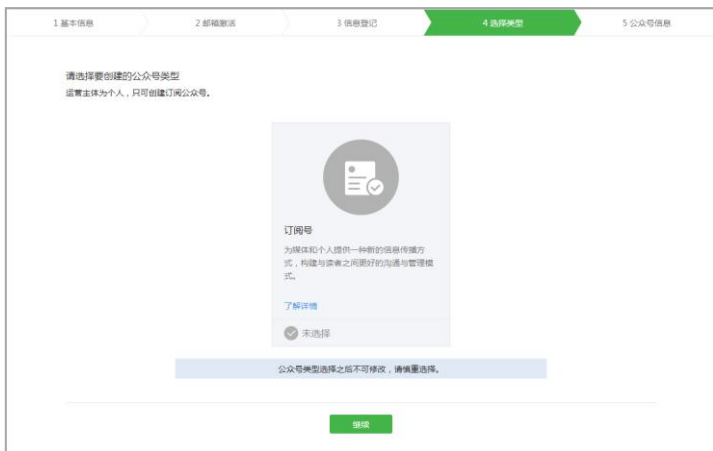 1 基本信息
2 邮箱激活
3 信息登记
4 选择类型
5 公众号信息
请选择要创建的公众号类型
运营主体为个人，只可创建订阅公众号。
订阅号
为媒体和个人提供一种新的信息传播方
式，构建与读者之间更好的沟通与管理模
式。
了解详情
未选择
公众号类型选择之后不可修改，请慎重选择。
继续